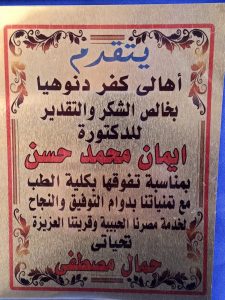 يتقدم
أهالى كفر دنوهيا
بخالص الشكر والتقدير
للدكتورة
ايمان محمد حسن
بمناسبة تفوقها بكلية الطب
مع تمنياتنا بدوام التوفيق والنجاح
لخدمة مصرنا الحبيبة وقريتنا العزيزة
تحياتى
جمال مصطفى